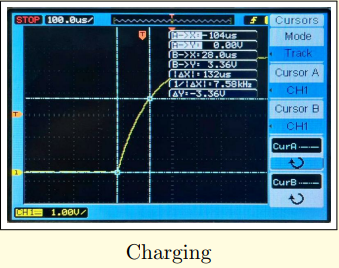 STOP 100.0us/ f
Cursors
Mode
Track
Cursor A
CH1
Cursor B
CH1
CurA
CurB
T
A->X: -104us
A->Y: 0.00V
B->X: 28.0us
B->Y: 3.36V
|ΔX|: 132us
1/|ΔX|: 7.58kHz
ΔY: -3.36V
T
1
CH1 1.00V/
Charging